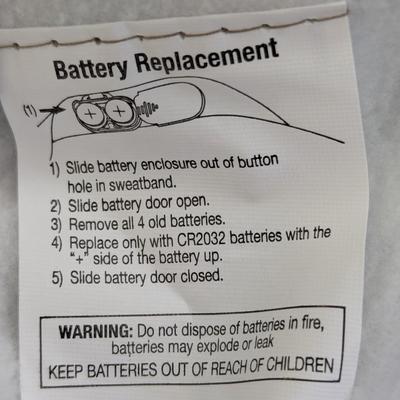 Battery Replacement
(1)
+ +
1) Slide battery enclosure out of button
hole in sweatband.
2) Slide battery door open.
3) Remove all 4 old batteries.
4) Replace only with CR2032 batteries with the
"+" side of the battery up.
5) Slide battery door closed.
WARNING: Do not dispose of batteries in fire,
batteries may explode or leak
KEEP BATTERIES OUT OF REACH OF CHILDREN